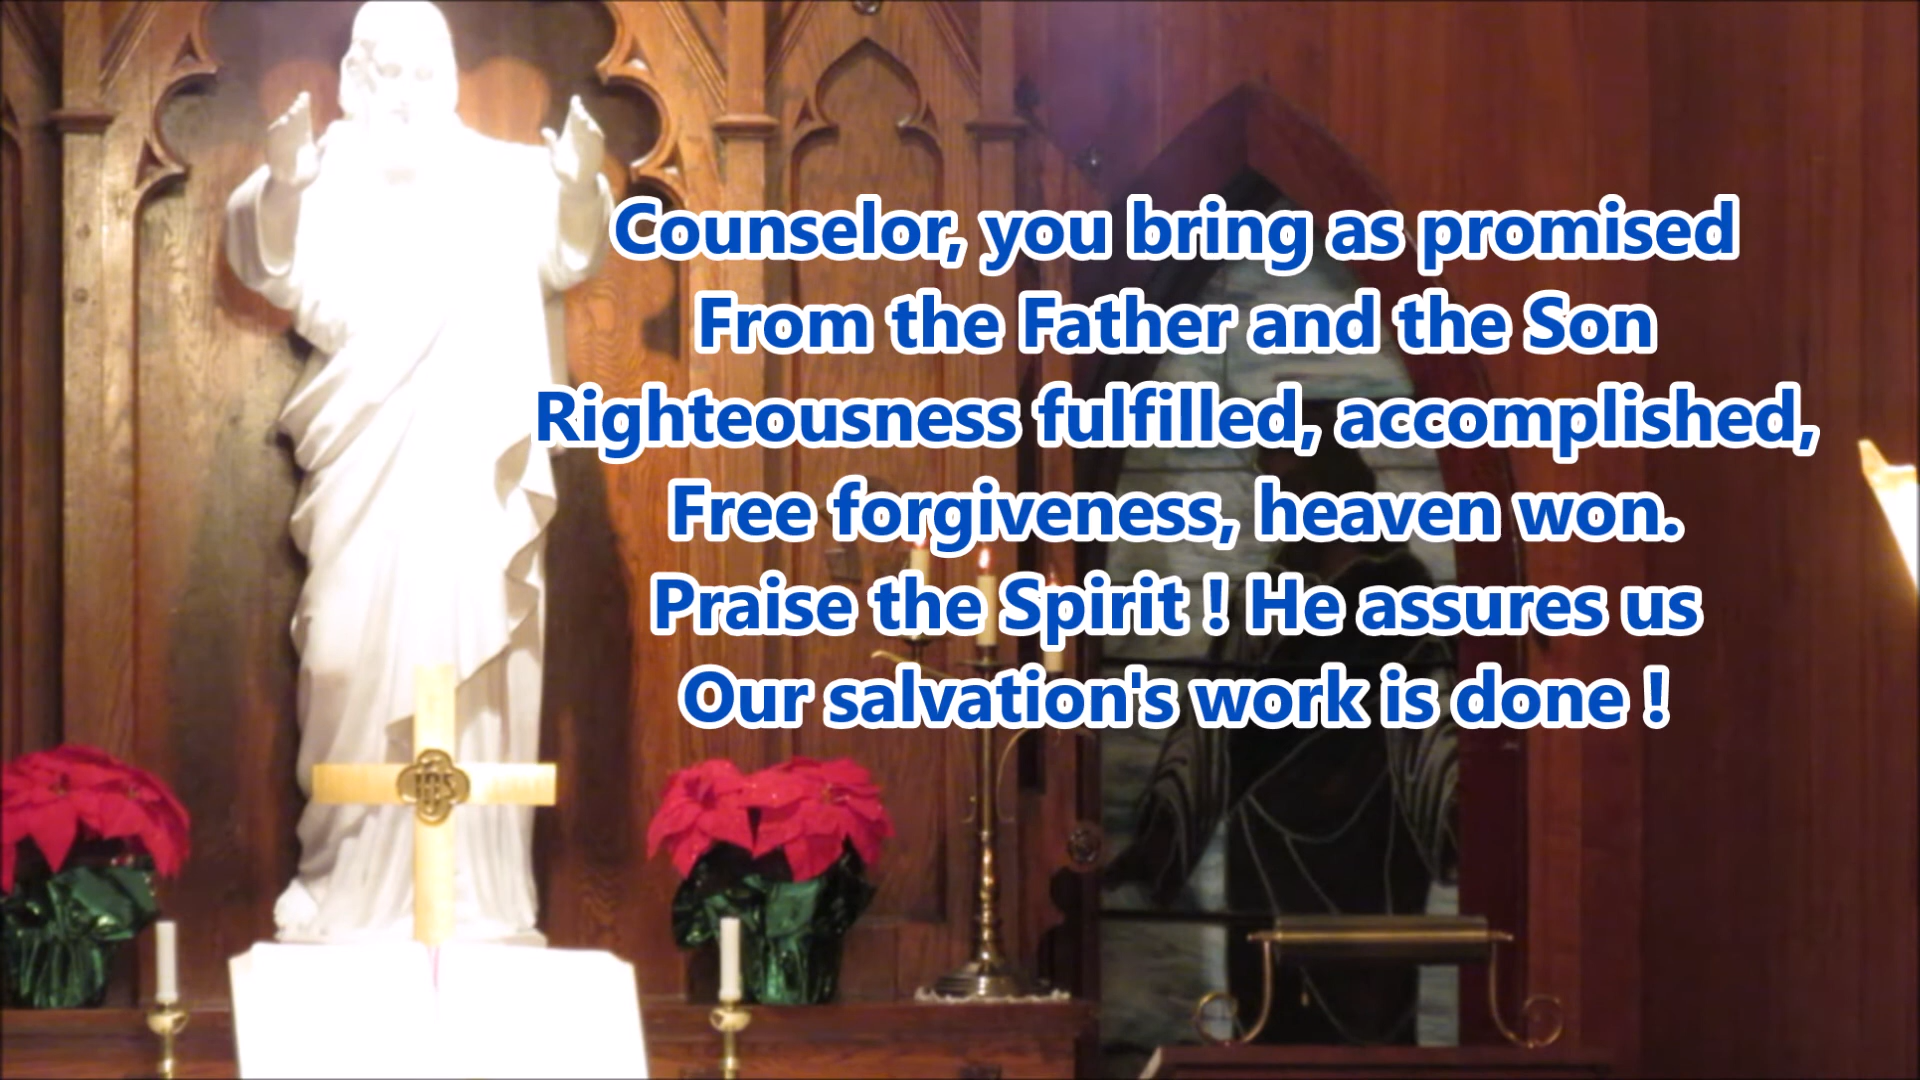 Counselor, you bring as promised
From the Father and the Son
Righteousness fulfilled, accomplished,
Free forgiveness, heaven won.
Praise the Spirit ! He assures us
Our salvation's work is done !
IHS